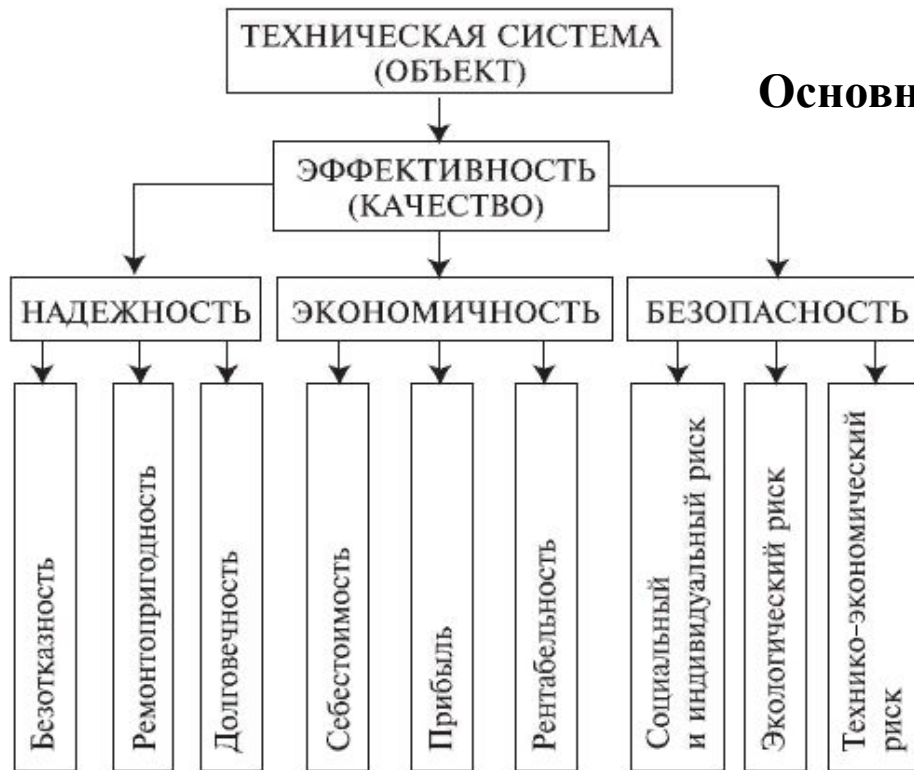 ТЕХНИЧЕСКАЯ СИСТЕМА
(ОБЪЕКТ)
Основн
ЭФФЕКТИВНОСТЬ
(КАЧЕСТВО)
НАДЕЖНОСТЬ
ЭКОНОМИЧНОСТЬ
БЕЗОПАСНОСТЬ
Безотказность
Ремонтопригодность
Долговечность
Себестоимость
Прибыль
Рентабельность
Социальный
и индивидуальный риск
Экологический риск
Технико-экономический
риск